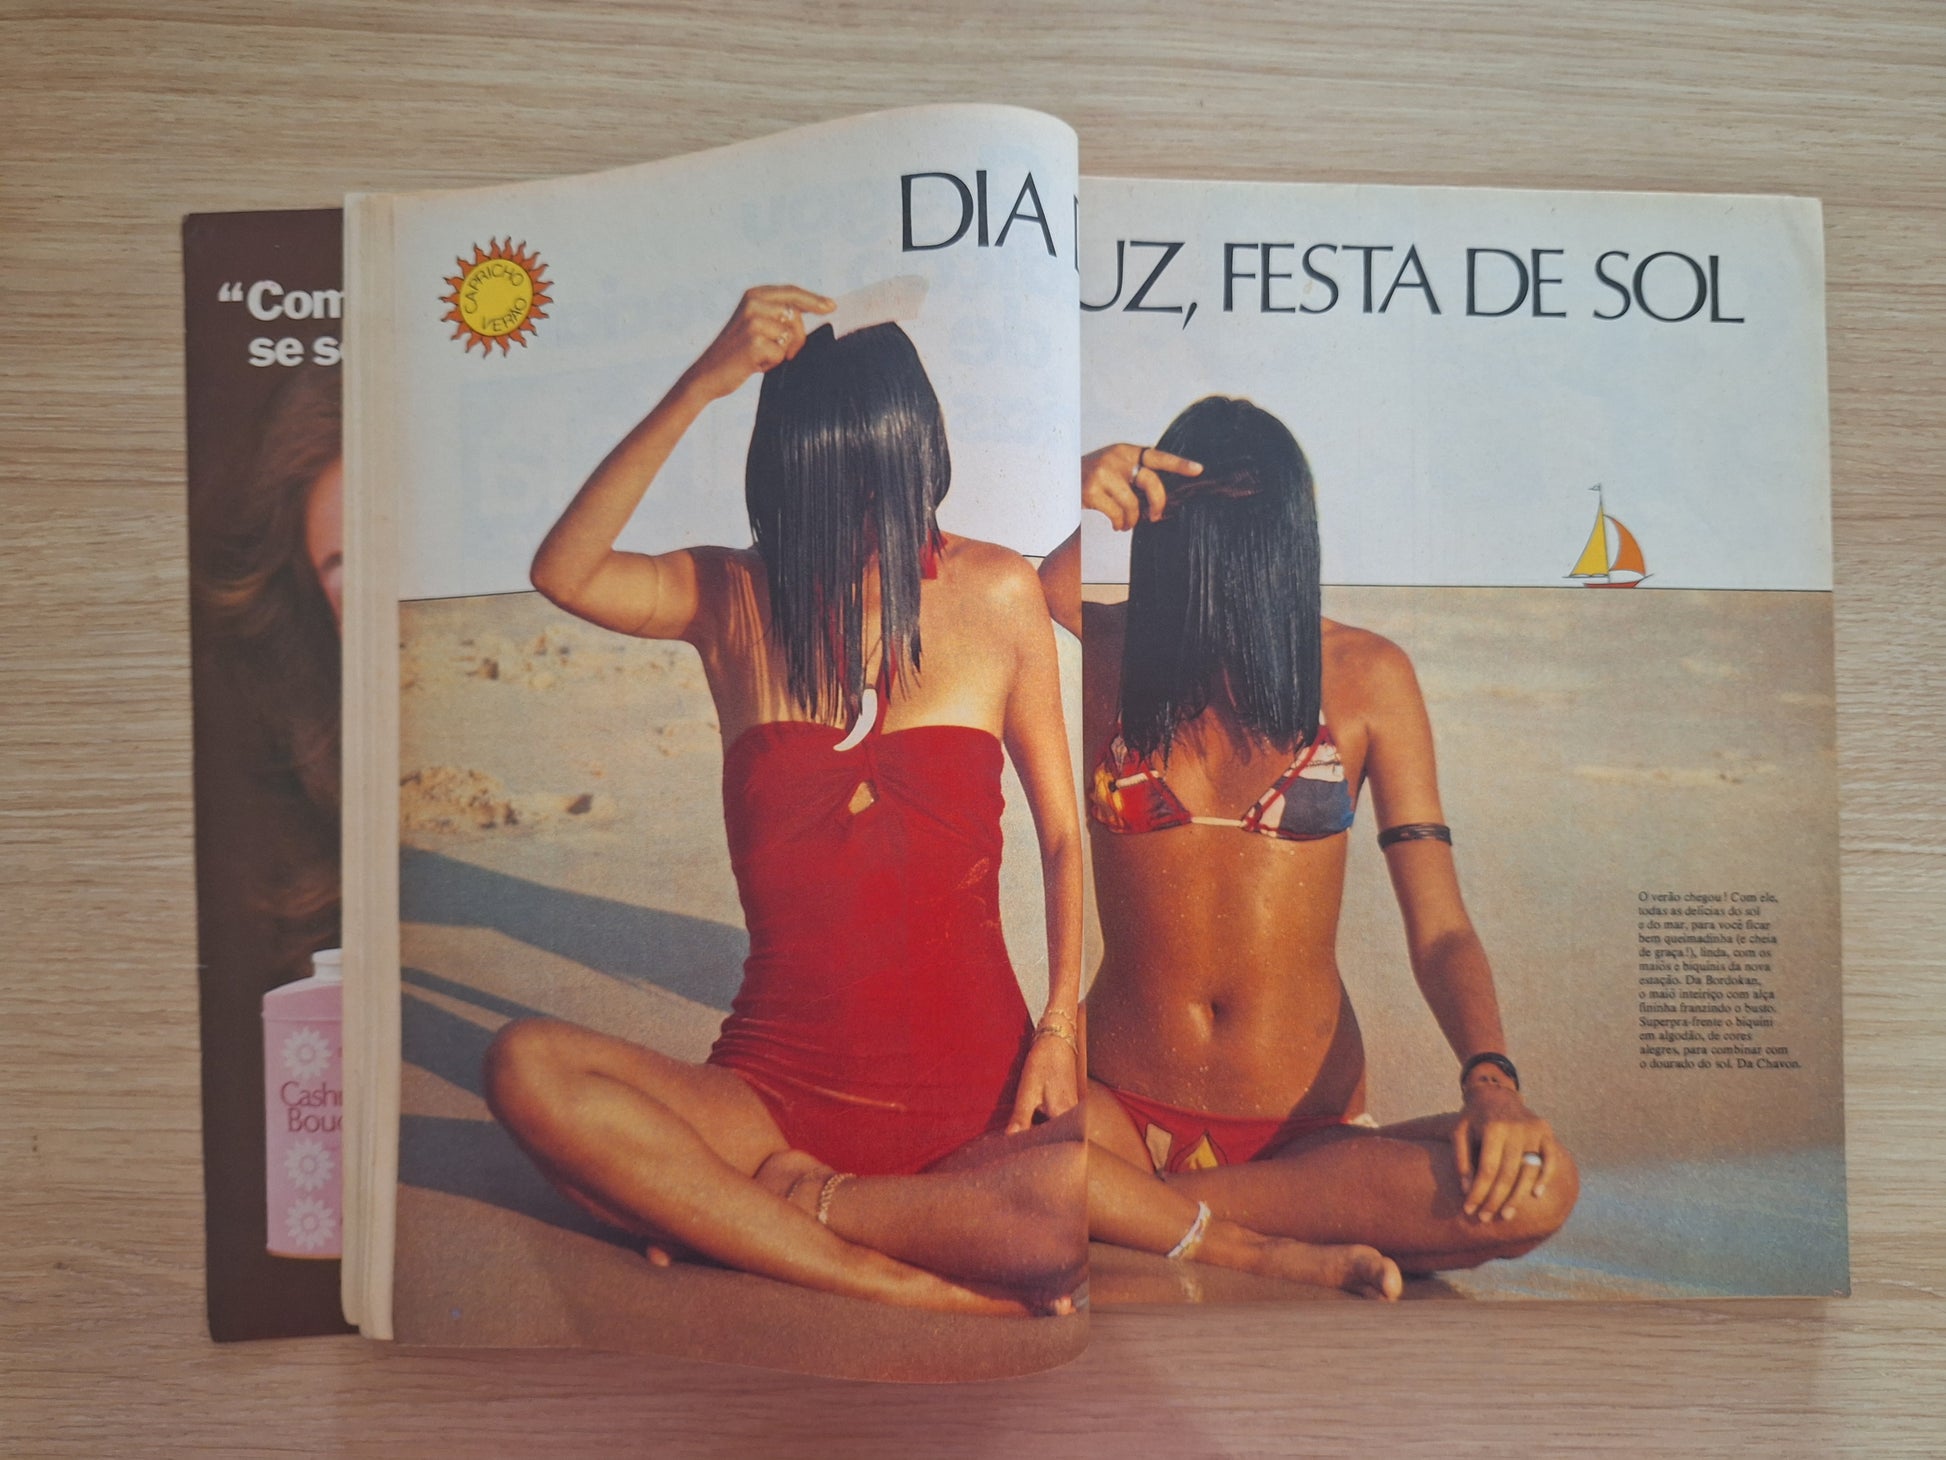 “Com
se s
CAPRICHO
VERÃO
DIA
UZ, FESTA DE SOL
Cash
Bou
O verão chegou! Com ele,
todas as delícias do sol
e do mar, para você ficar
bem queimadinha (e cheia
de graça!), linda, com os
maiôs e biquínis da nova
estação. Da Bordokan,
o maiô inteiriço com alça
fininha franzindo o busto.
Superpra-frente o biquíni
em algodão, de cores
alegres, para combinar com
o dourado do sol. Da Chavon.